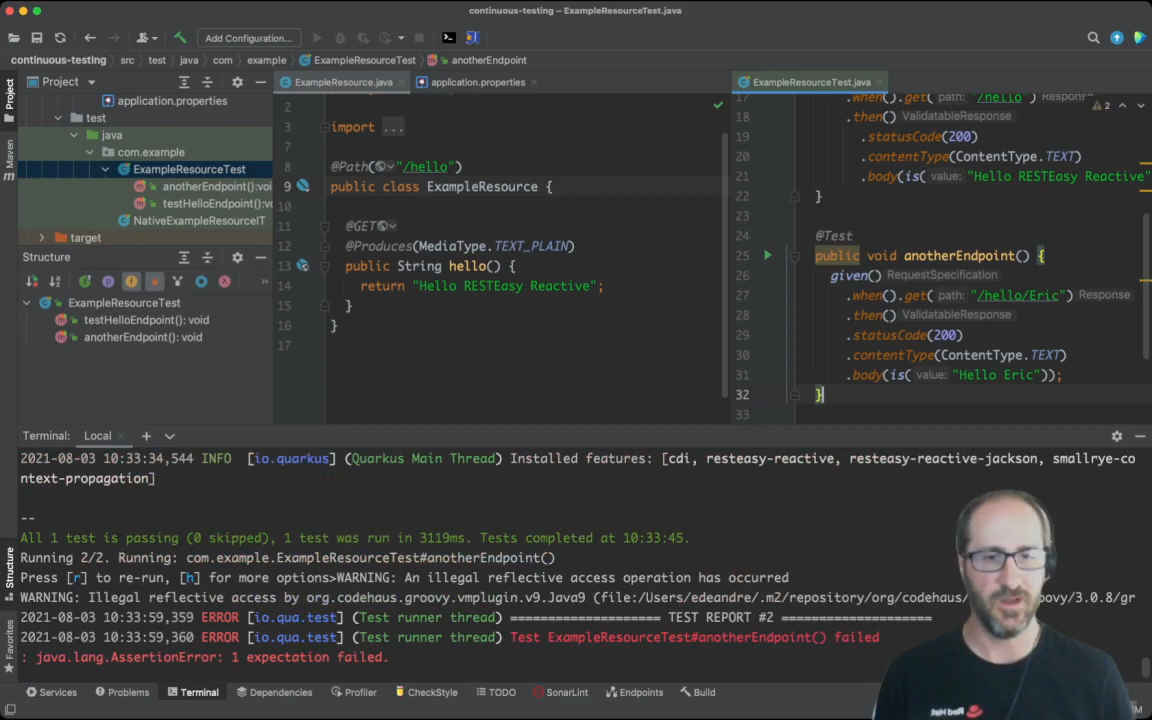 continuous-testing – ExampleResourceTest.java
Add Configuration...
continuous-testing › src › test › java › com › example › ExampleResourceTest › anotherEndpoint
Project
ExampleResource.java
application.properties
ExampleResourceTest.java
application.properties
test
java
com.example
ExampleResourceTest
anotherEndpoint():voi
testHelloEndpoint():vo
NativeExampleResourceIT
target
Structure
ExampleResourceTest
testHelloEndpoint(): void
anotherEndpoint(): void
Project
Maven
Structure
Favorites
2
3 import ...
7
8 @Path("/hello")
9 public class ExampleResource {
10
11 @GET
12 @Produces(MediaType.TEXT_PLAIN)
13 public String hello() {
14 return "Hello RESTEasy Reactive";
15 }
16 }
17
2
17 .when().get( path: "/hello") Response
18 .then() ValidatableResponse
19 .statusCode(200)
20 .contentType(ContentType.TEXT)
21 .body(is( value: "Hello RESTEasy Reactive"
22 }
23
24 @Test
25 public void anotherEndpoint() {
26 given() RequestSpecification
27 .when().get( path: "/hello/Eric") Response
28 .then() ValidatableResponse
29 .statusCode(200)
30 .contentType(ContentType.TEXT)
31 .body(is( value: "Hello Eric"));
32 }
33
Terminal: Local
2021-08-03 10:33:34,544 INFO [io.quarkus] (Quarkus Main Thread) Installed features: [cdi, resteasy-reactive, resteasy-reactive-jackson, smallrye-co
ntext-propagation]
--
All 1 test is passing (0 skipped), 1 test was run in 3119ms. Tests completed at 10:33:45.
Running 2/2. Running: com.example.ExampleResourceTest#anotherEndpoint()
Press [r] to re-run, [h] for more options>WARNING: An illegal reflective access operation has occurred
WARNING: Illegal reflective access by org.codehaus.groovy.vmplugin.v9.Java9 (file:/Users/edeandre/.m2/repository/org/codehaus/ ovy/3.0.8/gr
2021-08-03 10:33:59,359 ERROR [io.qua.test] (Test runner thread) ==================== TEST REPORT #2 ====================
2021-08-03 10:33:59,360 ERROR [io.qua.test] (Test runner thread) Test ExampleResourceTest#anotherEndpoint() failed
: java.lang.AssertionError: 1 expectation failed.
Services Problems Terminal Dependencies Profiler CheckStyle TODO SonarLint Endpoints Build
Red Hat